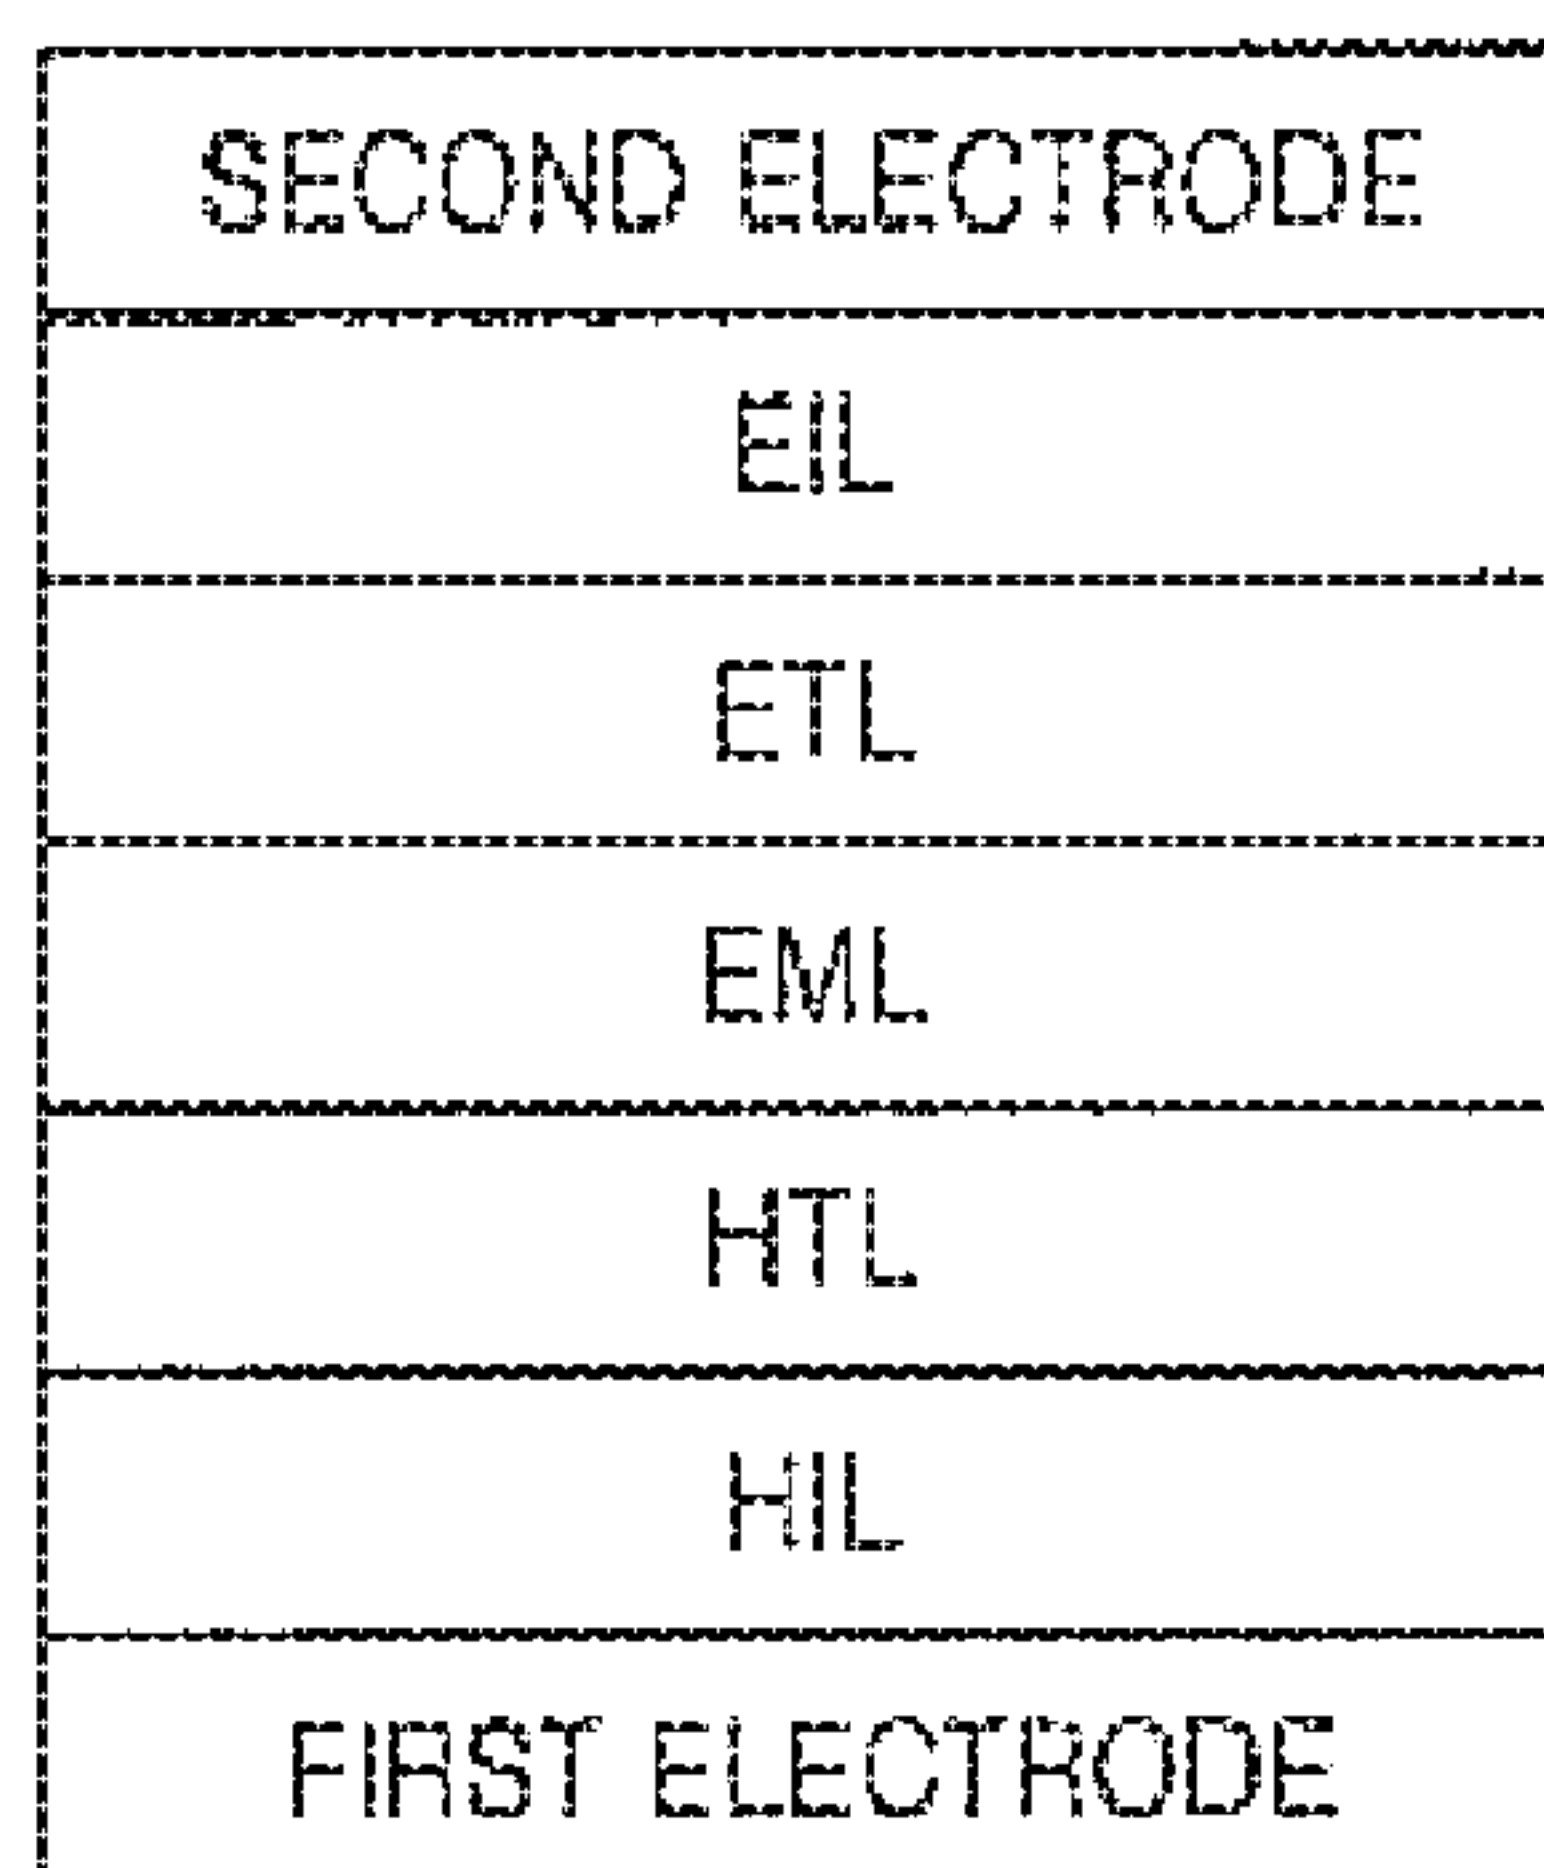 SECOND ELECTRODE
EIL
ETL
EML
HTL
HIL
FIRST ELECTRODE